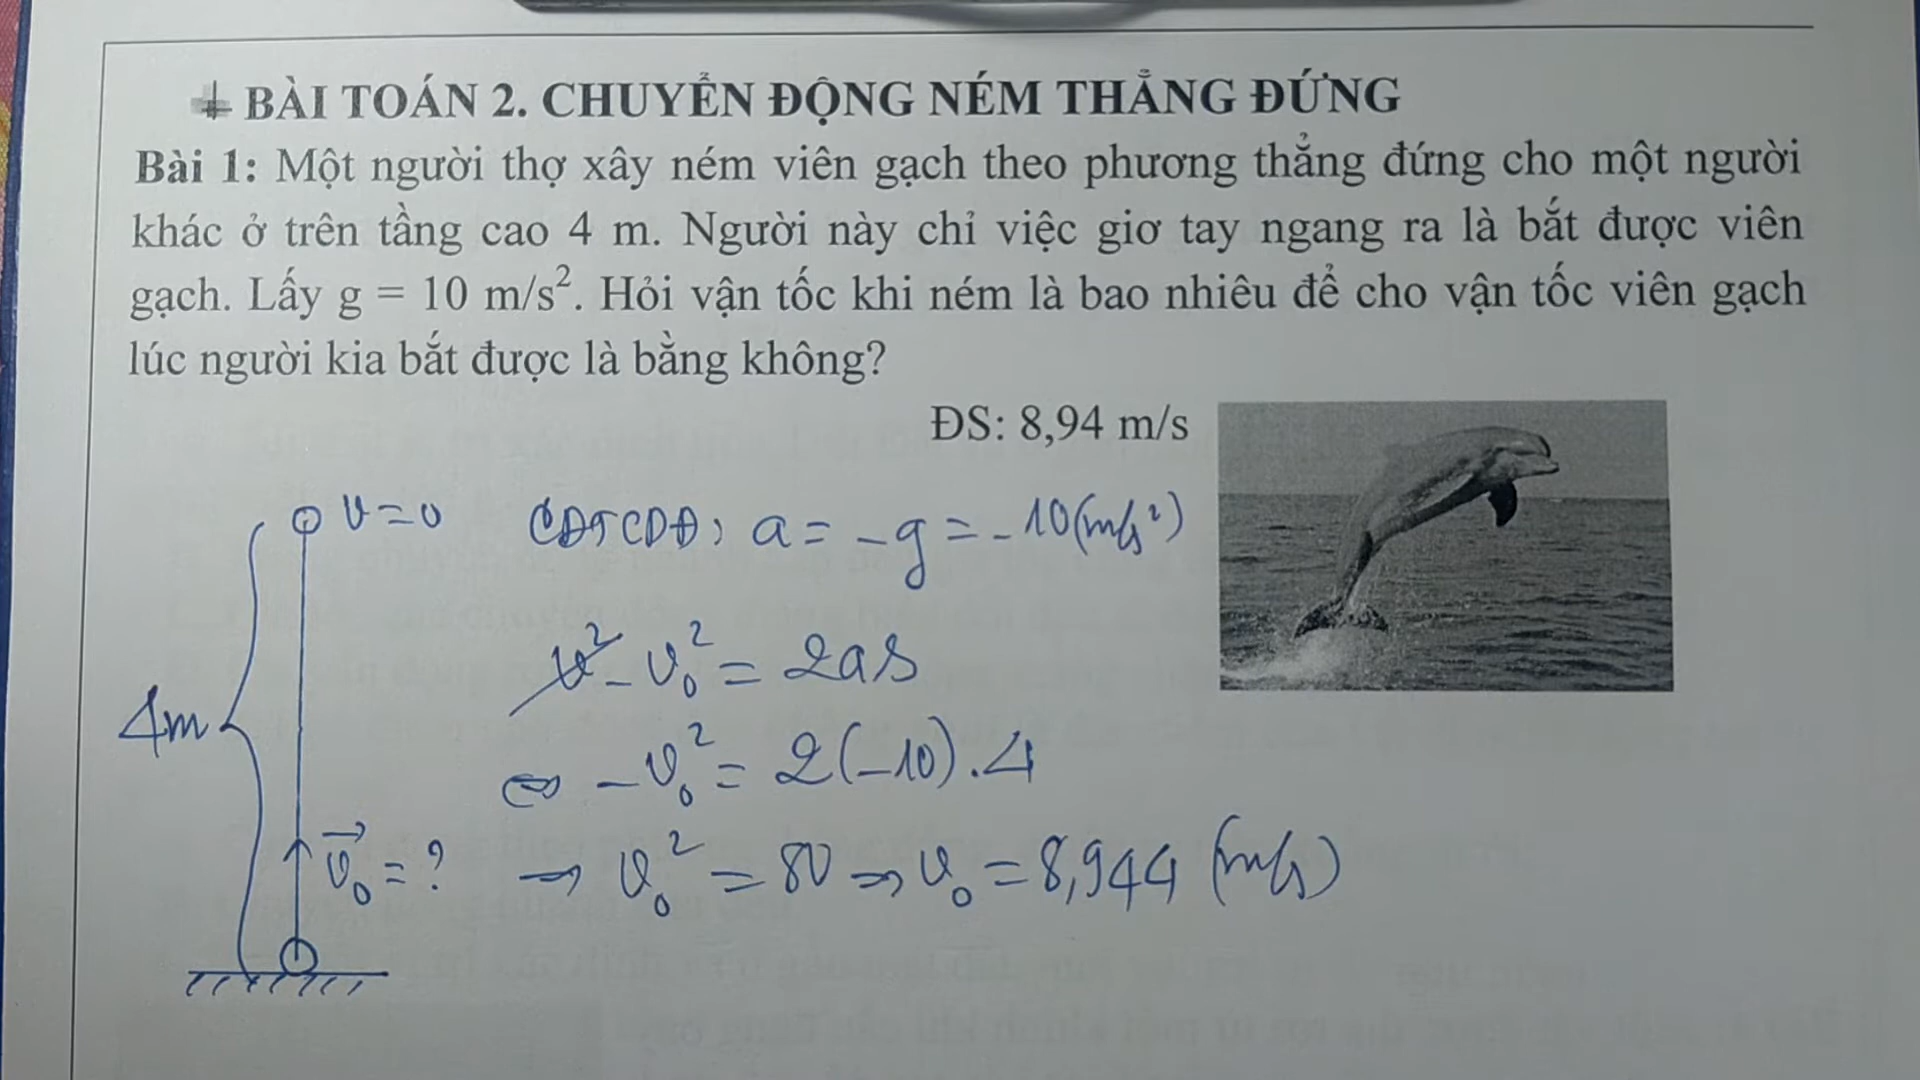 BÀI TOÁN 2. CHUYỂN ĐỘNG NÉM THẲNG ĐỨNG
Bài 1: Một người thợ xây ném viên gạch theo phương thẳng đứng cho một người
khác ở trên tầng cao 4 m. Người này chỉ việc giơ tay ngang ra là bắt được viên
gạch. Lấy g = 10 m/s². Hỏi vận tốc khi ném là bao nhiêu để cho vận tốc viên gạch
lúc người kia bắt được là bằng không?
ĐS: 8,94 m/s
v = 0
CĐTCDĐ, a = -g = -10 (m/s²)
v² - v₀² = 2as
4m
⇔ -v₀² = 2(-10).4
v₀ = ?
→ v₀² = 80 → v₀ = 8,944 (m/s)